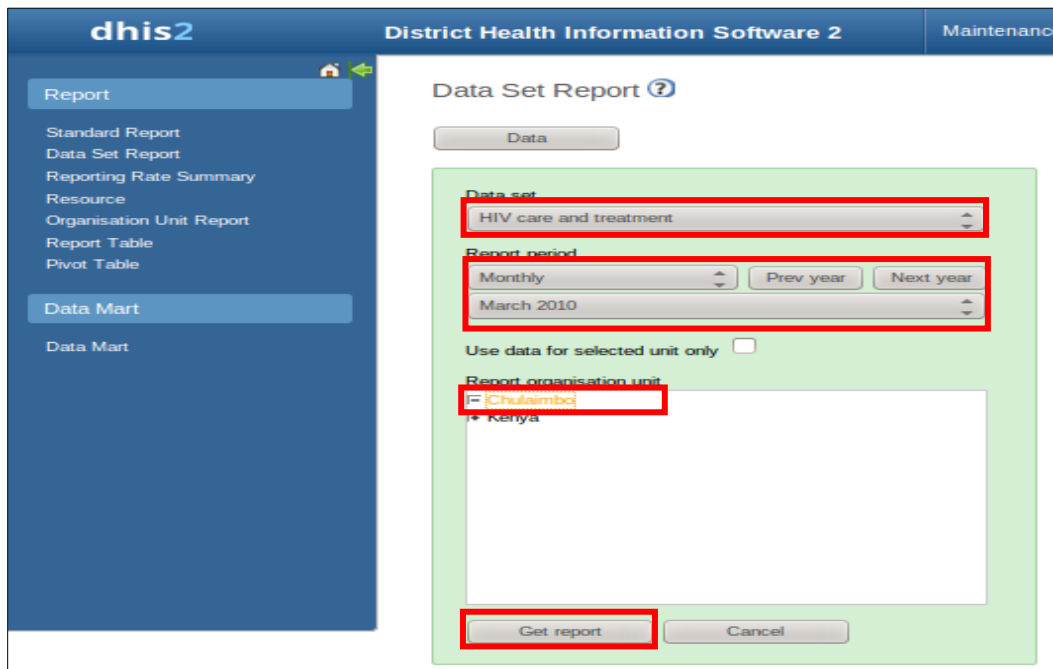 dhis2
District Health Information Software 2
Maintenanc
Report
Standard Report
Data Set Report
Reporting Rate Summary
Resource
Organisation Unit Report
Report Table
Pivot Table
Data Mart
Data Mart
Data Set Report ?
Data
Data set
HIV care and treatment
Report period
Monthly Prev year Next year
March 2010
Use data for selected unit only
Report organisation unit
Chulaimbo
Kenya
Get report Cancel